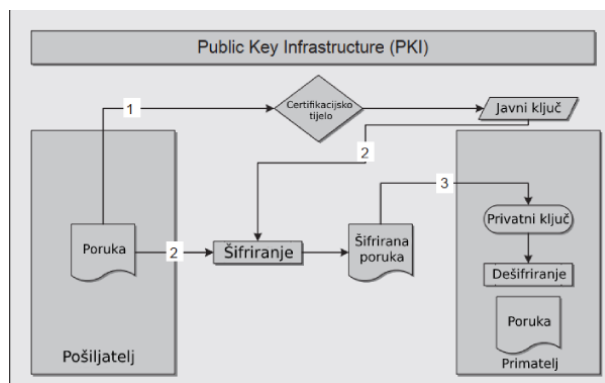 Public Key Infrastructure (PKI)
1
Certifikacijsko
tijelo
Javni ključ
2
3
Poruka
2
Šifriranje
Šifrirana
poruka
Privatni ključ
Dešifriranje
Poruka
Pošiljatelj
Primatelj